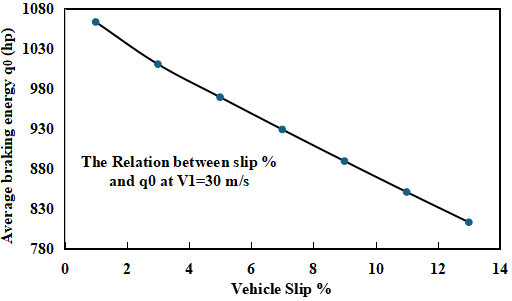 Average braking energy q0 (hp)
1080
1030
980
930
880
830
780
The Relation between slip %
and q0 at V1=30 m/s
0 2 4 6 8 10 12 14
Vehicle Slip %